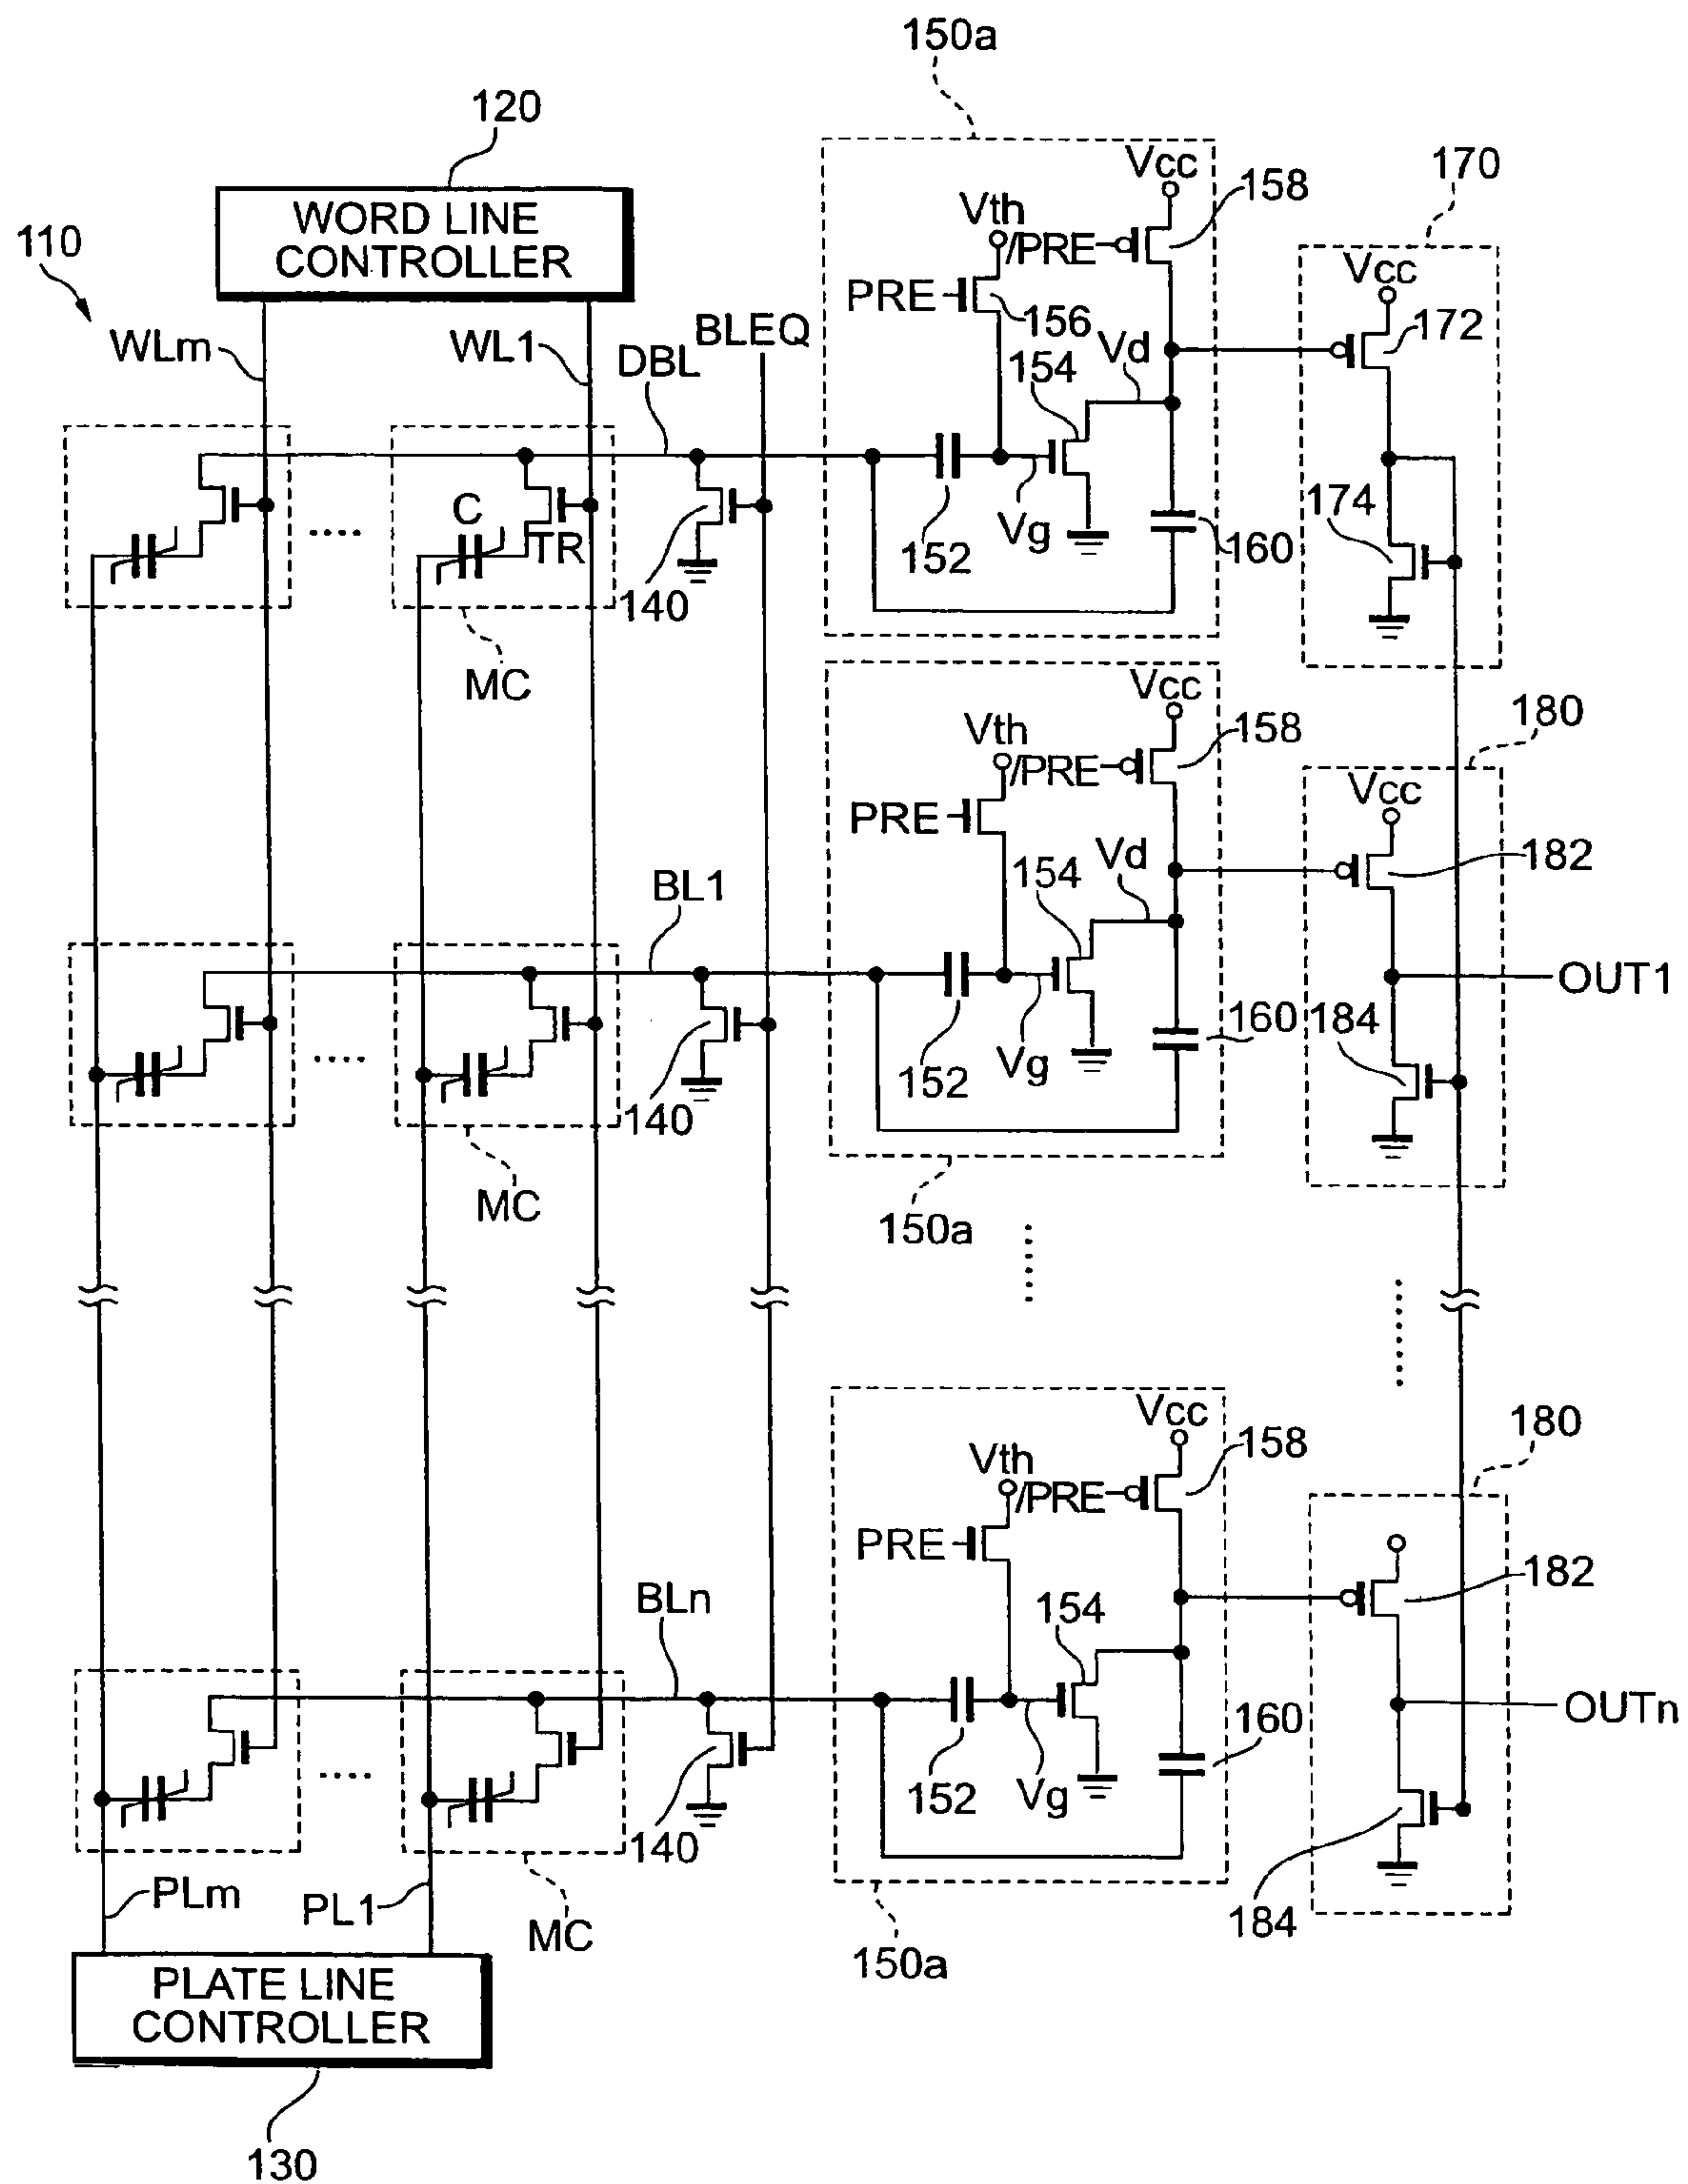 150a
120
170
Vcc
158
WORD LINE
CONTROLLER
Vth
/PRE
110
Vcc
PRE
156
172
WLm
WL1
BLEQ
DBL
Vd
154
C
TR
174
152
Vg
160
140
MC
Vcc
180
Vth
/PRE
158
Vcc
PRE
182
Vd
154
BL1
OUT1
160
184
Vg
152
140
MC
150a
Vcc
180
158
Vth
/PRE
PRE
182
BLn
154
OUTn
160
152
Vg
140
PLm
PL1
MC
184
150a
PLATE LINE
CONTROLLER
130